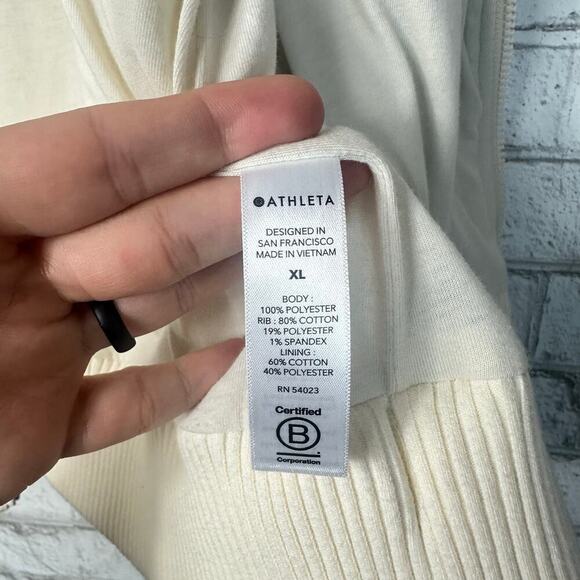 ATHLETA
DESIGNED IN
SAN FRANCISCO
MADE IN VIETNAM
XL
BODY :
100% POLYESTER
RIB : 80% COTTON
19% POLYESTER
1% SPANDEX
LINING :
60% COTTON
40% POLYESTER
RN 54023
Certified
B
Corporation